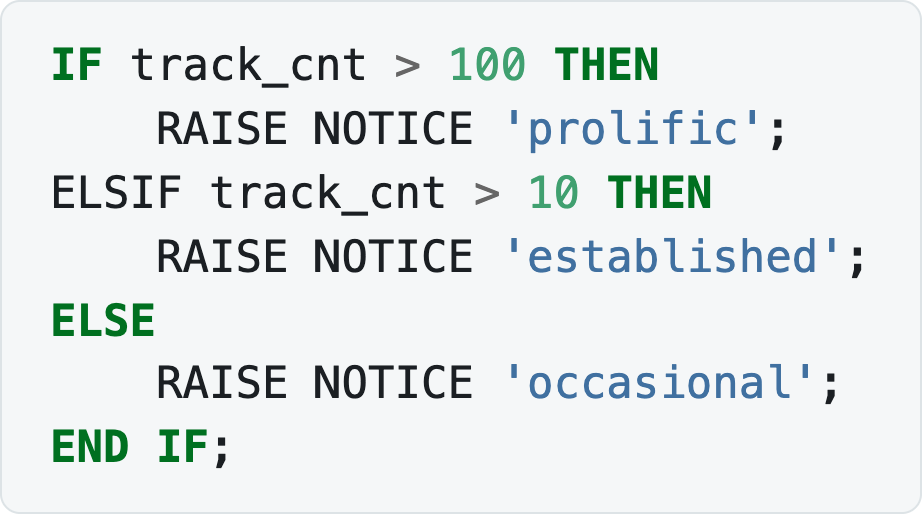 IF track_cnt > 100 THEN
    RAISE NOTICE 'prolific';
ELSIF track_cnt > 10 THEN
    RAISE NOTICE 'established';
ELSE
    RAISE NOTICE 'occasional';
END IF;